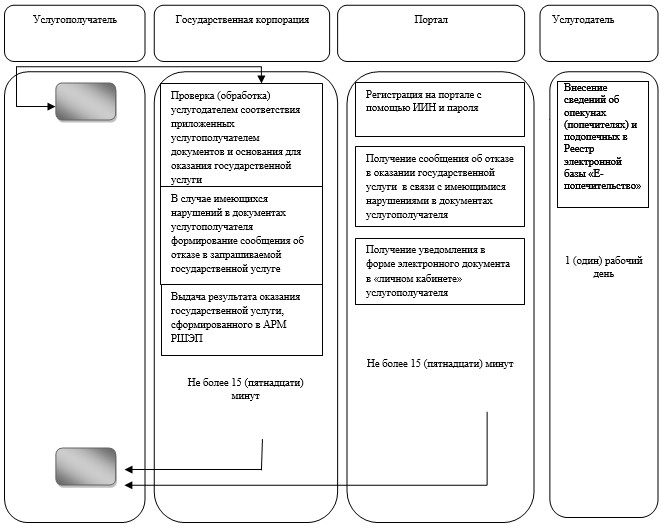 Услугополучатель
Государственная корпорация
Портал
Услугодатель
Проверка (обработка)
услугодателем соответствия
приложенных
услугополучателем
документов и основания для
оказания государственной
услуги
В случае имеющихся
нарушений в документах
услугополучателя
формирование сообщения об
отказе в запрашиваемой
государственной услуге
Выдача результата оказания
государственной услуги,
сформированного в АРМ
РШЭП
Не более 15 (пятнадцати)
минут
Регистрация на портале с
помощью ИИН и пароля
Получение сообщения об отказе
в оказании государственной
услуги в связи с имеющимися
нарушениями в документах
услугополучателя
Получение уведомления в
форме электронного документа
в «личном кабинете»
услугополучателя
Не более 15 (пятнадцати) минут
Внесение
сведений об
опекунах
(попечителях) и
подопечных в
Реестр
электронной
базы «Е-
попечительство»
1 (один) рабочий
день